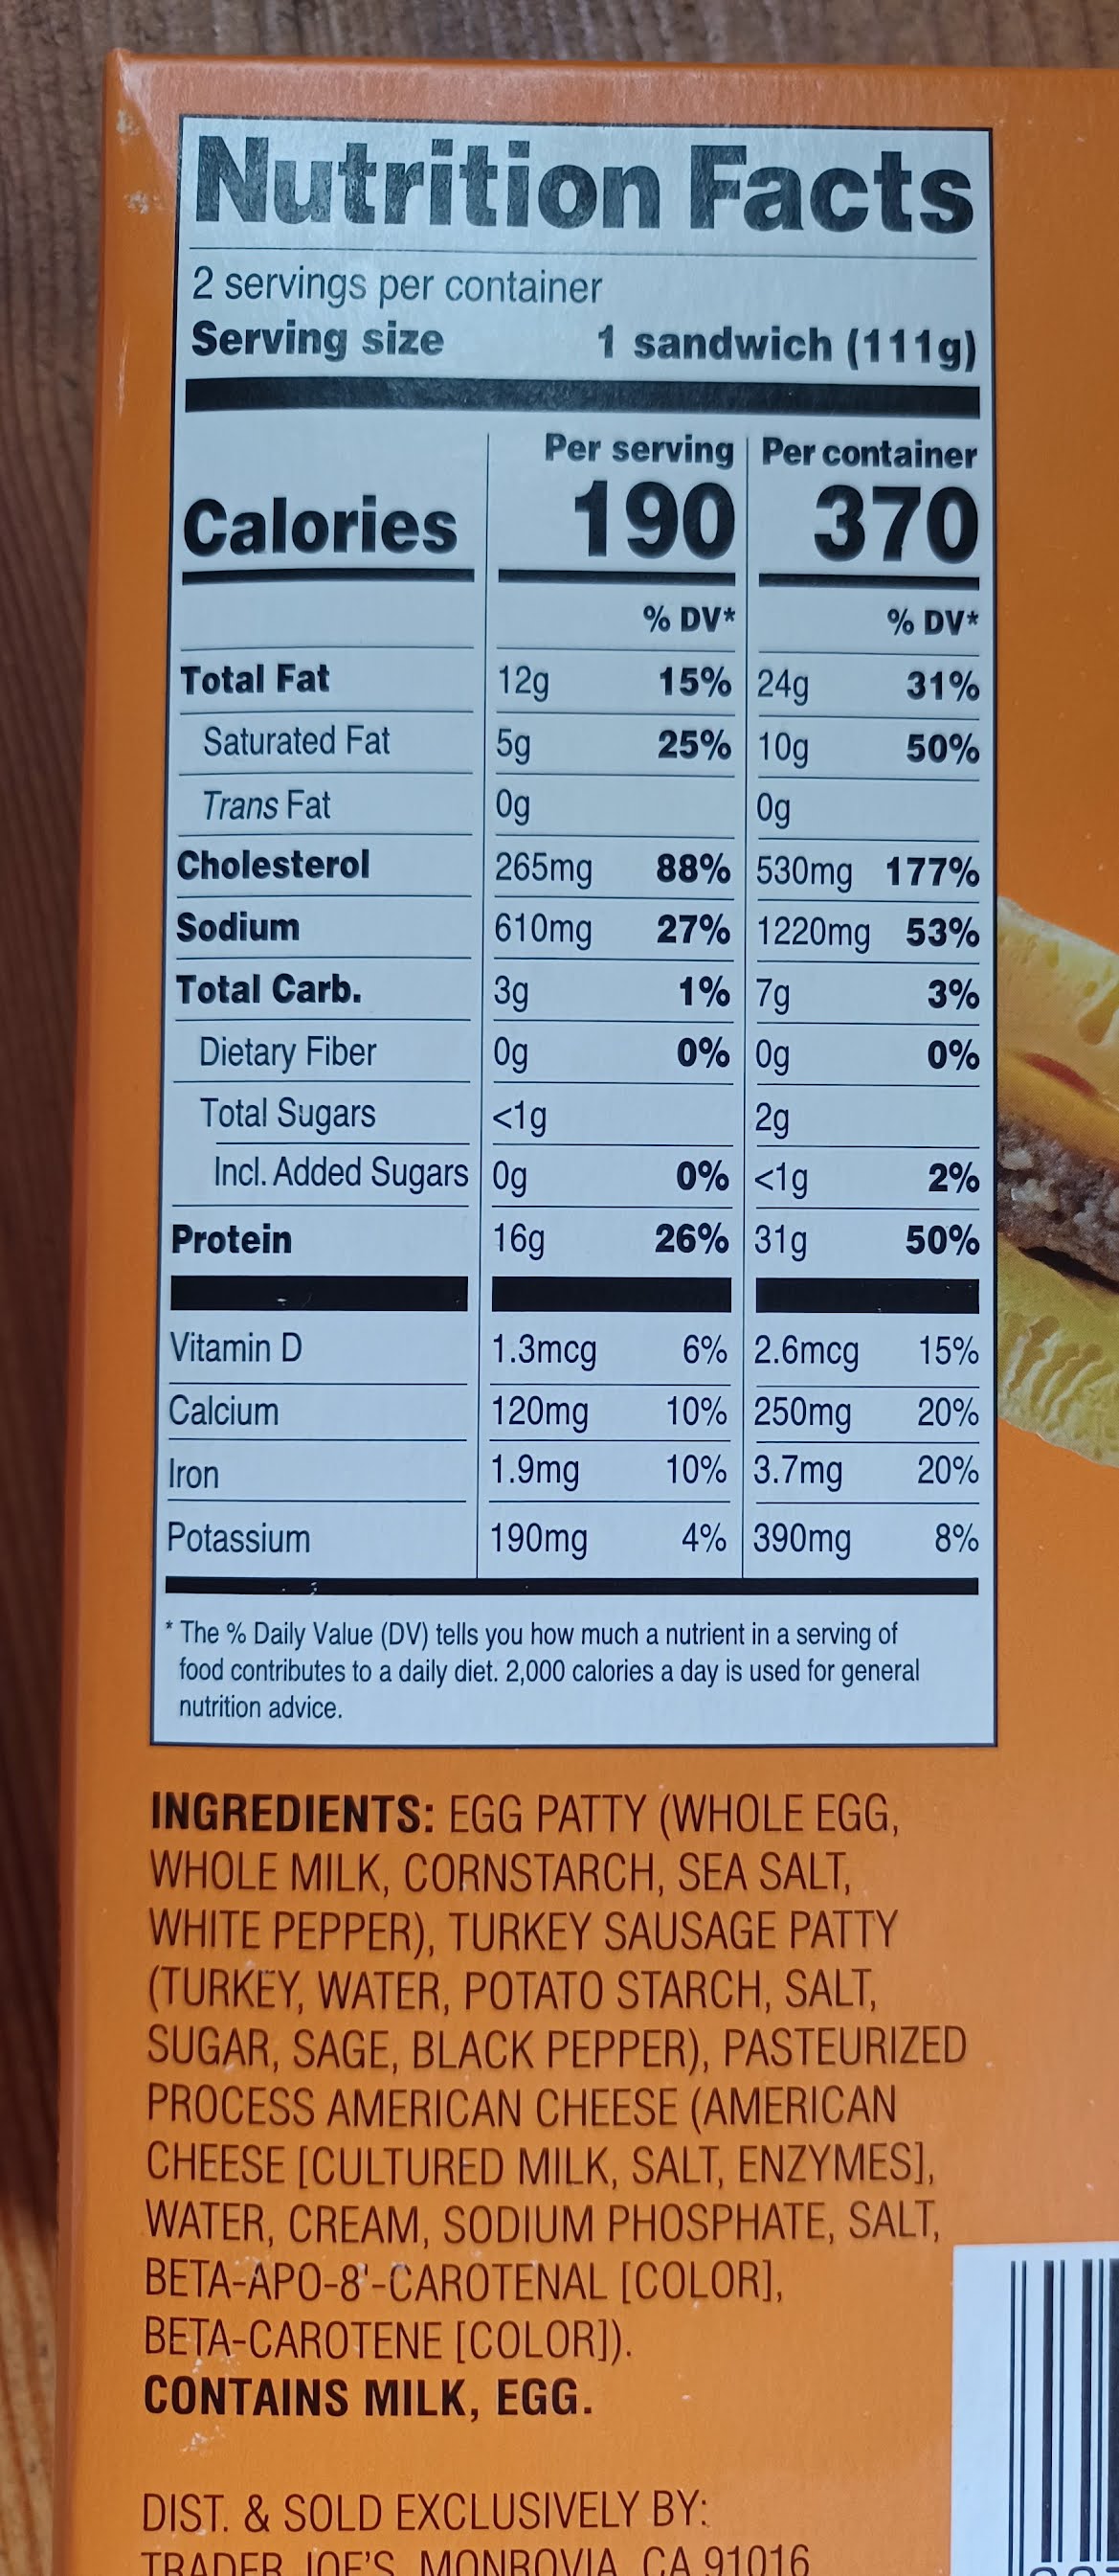 Nutrition Facts
2 servings per container
Serving size 1 sandwich (111g)
Per serving Per container
Calories 190 370
% DV* % DV*
Total Fat 12g 15% 24g 31%
Saturated Fat 5g 25% 10g 50%
Trans Fat 0g 0g
Cholesterol 265mg 88% 530mg 177%
Sodium 610mg 27% 1220mg 53%
Total Carb. 3g 1% 7g 3%
Dietary Fiber 0g 0% 0g 0%
Total Sugars <1g 2g
Incl. Added Sugars 0g 0% <1g 2%
Protein 16g 26% 31g 50%
Vitamin D 1.3mcg 6% 2.6mcg 15%
Calcium 120mg 10% 250mg 20%
Iron 1.9mg 10% 3.7mg 20%
Potassium 190mg 4% 390mg 8%
* The % Daily Value (DV) tells you how much a nutrient in a serving of
food contributes to a daily diet. 2,000 calories a day is used for general
nutrition advice.
INGREDIENTS: EGG PATTY (WHOLE EGG,
WHOLE MILK, CORNSTARCH, SEA SALT,
WHITE PEPPER), TURKEY SAUSAGE PATTY
(TURKEY, WATER, POTATO STARCH, SALT,
SUGAR, SAGE, BLACK PEPPER), PASTEURIZED
PROCESS AMERICAN CHEESE (AMERICAN
CHEESE [CULTURED MILK, SALT, ENZYMES],
WATER, CREAM, SODIUM PHOSPHATE, SALT,
BETA-APO-8'-CAROTENAL [COLOR],
BETA-CAROTENE [COLOR]).
CONTAINS MILK, EGG.
DIST. & SOLD EXCLUSIVELY BY:
TRADER JOE'S, MONROVIA, CA 91016